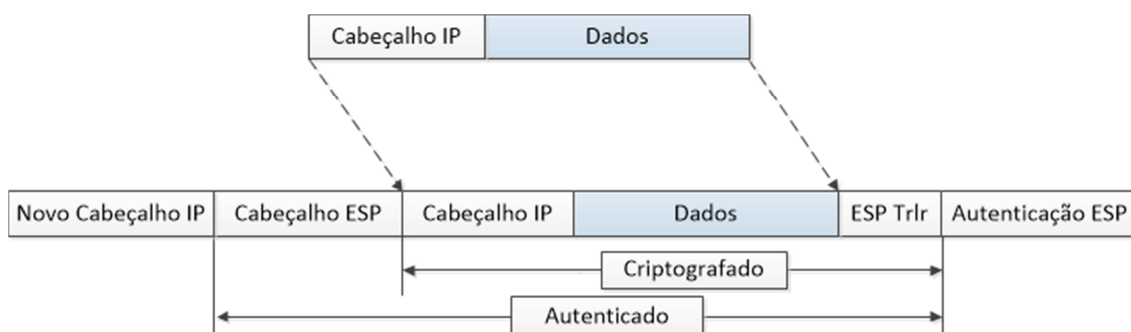 Cabeçalho IP Dados
Novo Cabeçalho IP Cabeçalho ESP Cabeçalho IP Dados ESP Trlr Autenticação ESP
Criptografado
Autenticado